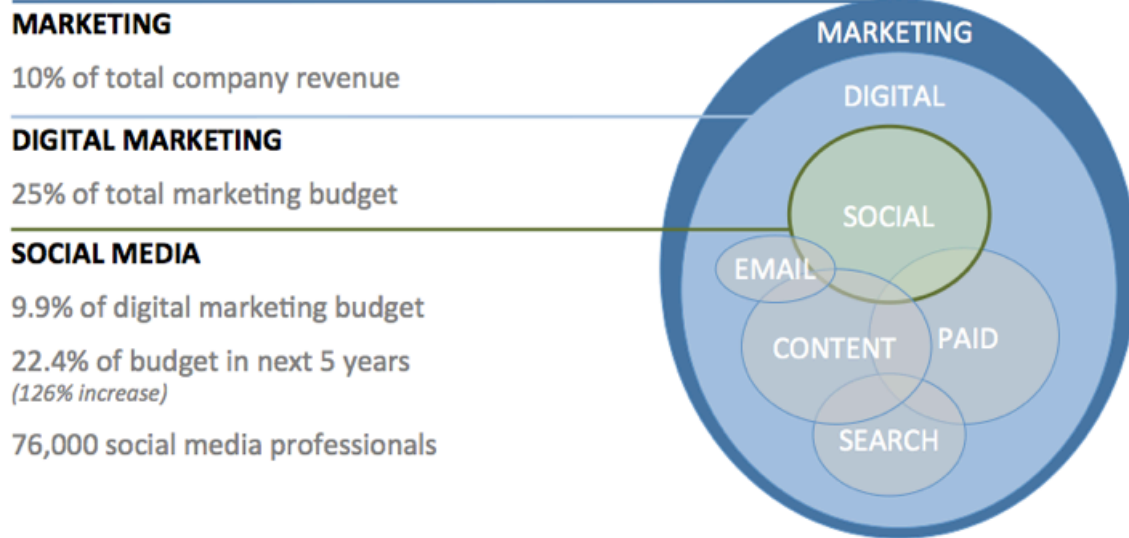 MARKETING
10% of total company revenue
DIGITAL MARKETING
25% of total marketing budget
SOCIAL MEDIA
9.9% of digital marketing budget
22.4% of budget in next 5 years
(126% increase)
76,000 social media professionals
MARKETING
DIGITAL
SOCIAL
EMAIL
CONTENT
PAID
SEARCH